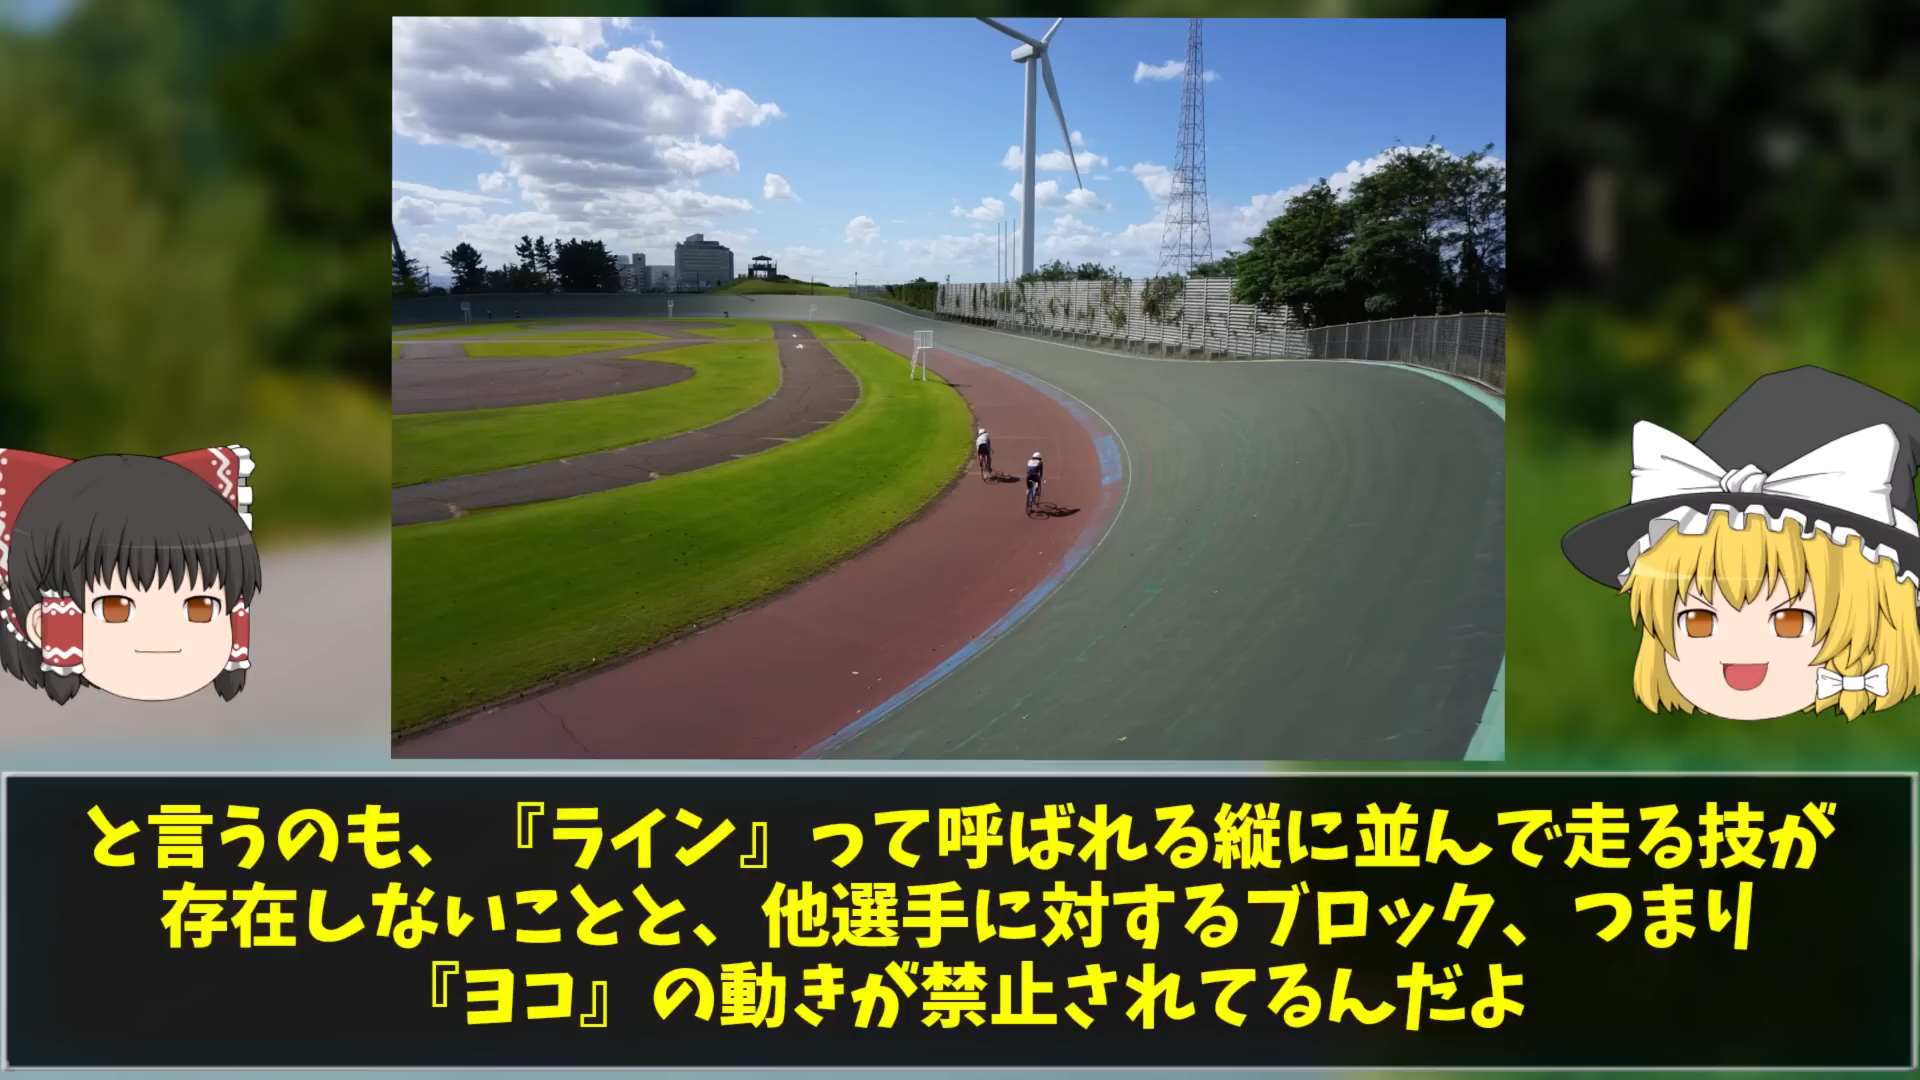 と言うのも、『ライン』って呼ばれる縦に並んで走る技が
存在しないことと、他選手に対するブロック、つまり
『ヨコ』の動きが禁止されてるんだよ